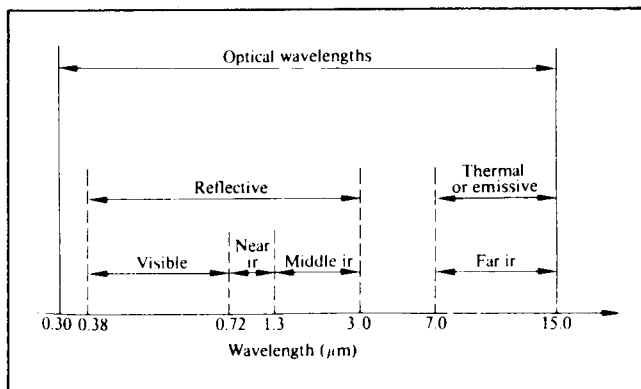 Optical wavelengths
Thermal
or emissive
Reflective
Near
ir
Visible
Middle ir
Far ir
0.30 0.38 0.72 1.3 3.0 7.0 15.0
Wavelength (μm)